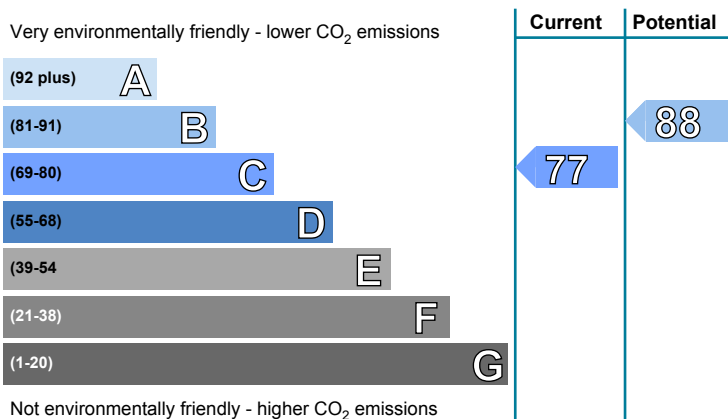 Very environmentally friendly - lower CO2 emissions
Current
Potential
(92 plus) A
(81-91) B
88
(69-80) C
77
(55-68) D
(39-54 E
(21-38) F
(1-20) G
Not environmentally friendly - higher CO2 emissions